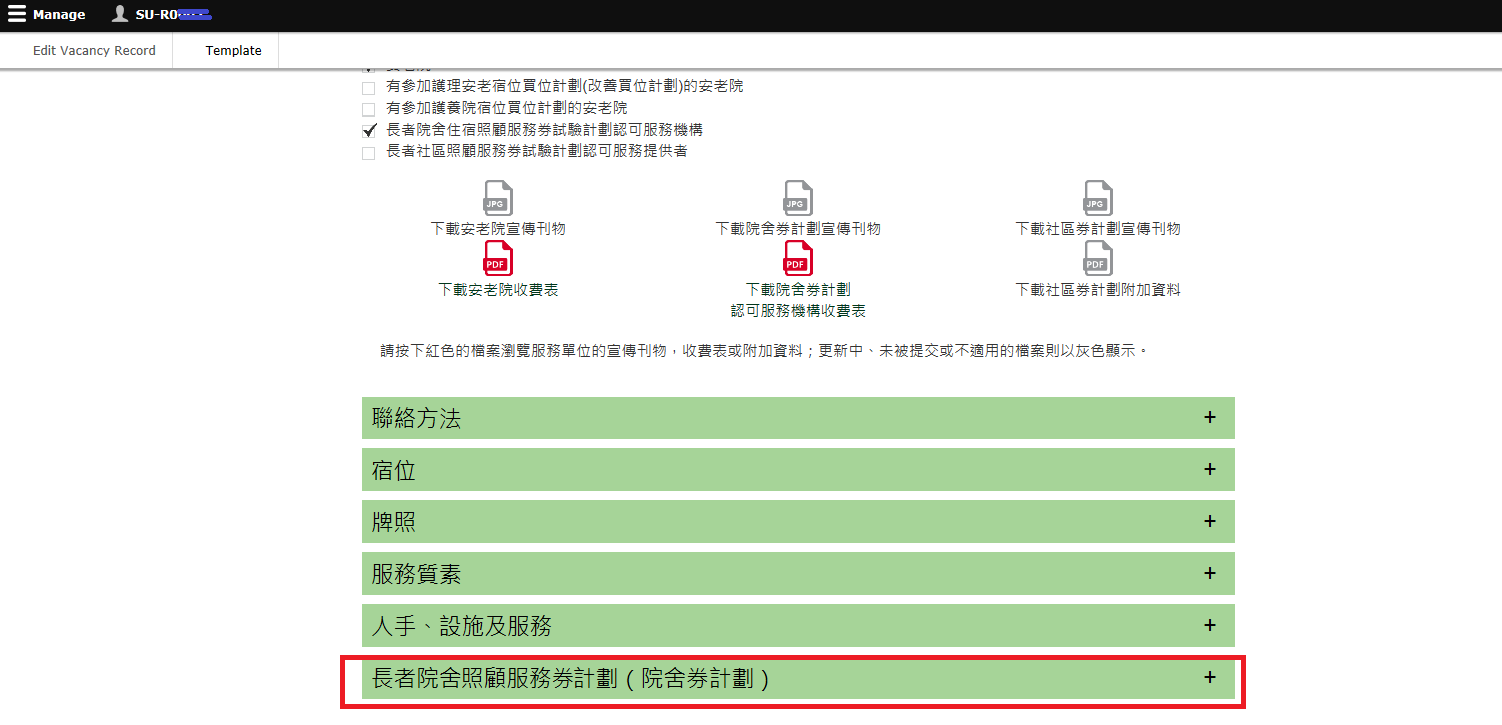 Manage
SU-R0
Edit Vacancy Record
Template
有參加護理安老宿位買位計劃(改善買位計劃)的安老院
有參加護養院宿位買位計劃的安老院
長者院舍住宿照顧服務券試驗計劃認可服務機構
長者社區照顧服務券試驗計劃認可服務提供者
JPG
JPG
JPG
下載安老院宣傳刊物
下載院舍券計劃宣傳刊物
下載社區券計劃宣傳刊物
PDF
PDF
PDF
下載安老院收費表
下載院舍券計劃
認可服務機構收費表
下載社區券計劃附加資料
請按下紅色的檔案瀏覽服務單位的宣傳刊物，收費表或附加資料；更新中、未被提交或不適用的檔案則以灰色顯示。
聯絡方法 +
宿位 +
牌照 +
服務質素 +
人手、設施及服務 +
長者院舍照顧服務券計劃（院舍券計劃） +